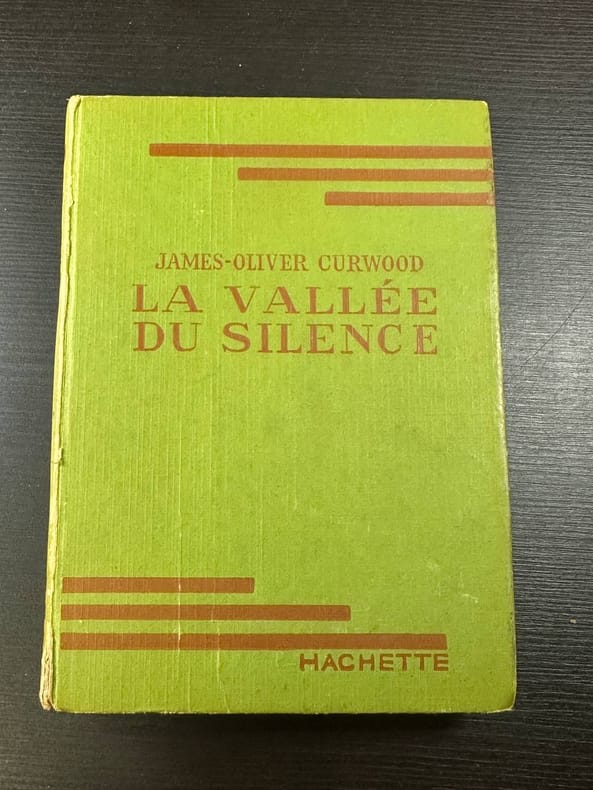 JAMES-OLIVER CURWOOD
LA VALLÉE
DU SILENCE
HACHETTE